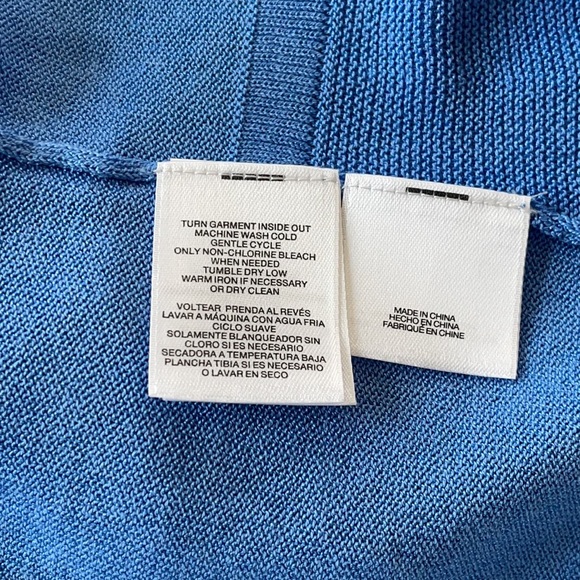 TURN GARMENT INSIDE OUT
MACHINE WASH COLD
GENTLE CYCLE
ONLY NON-CHLORINE BLEACH
WHEN NEEDED
TUMBLE DRY LOW
WARM IRON IF NECESSARY
OR DRY CLEAN
VOLTEAR PRENDA AL REVÉS
LAVAR A MÁQUINA CON AGUA FRIA
CICLO SUAVE
SOLAMENTE BLANQUEADOR SIN
CLORO SI ES NECESARIO
SECADORA A TEMPERATURA BAJA
PLANCHA TIBIA SI ES NECESARIO
O LAVAR EN SECO
MADE IN CHINA
HECHO EN CHINA
FABRIQUÉ EN CHINE